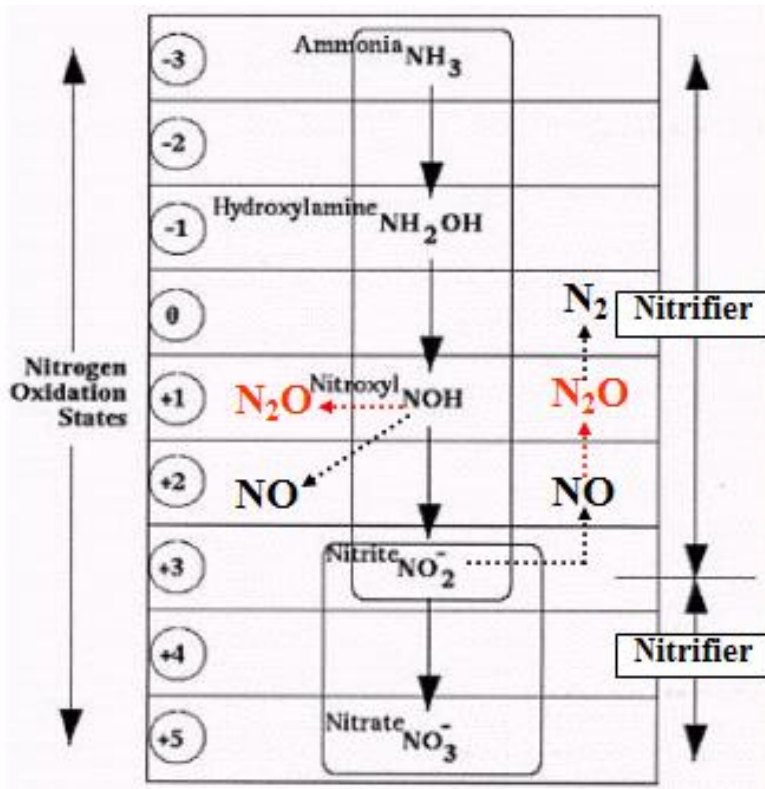 -3 Ammonia NH3
-2
-1 Hydroxylamine NH2OH
0 N2 Nitrifier
Nitrogen
Oxidation
States
+1 N2O Nitroxyl NOH N2O
+2 NO NO
+3 Nitrite NO2-
+4 Nitrifier
+5 Nitrate NO3-